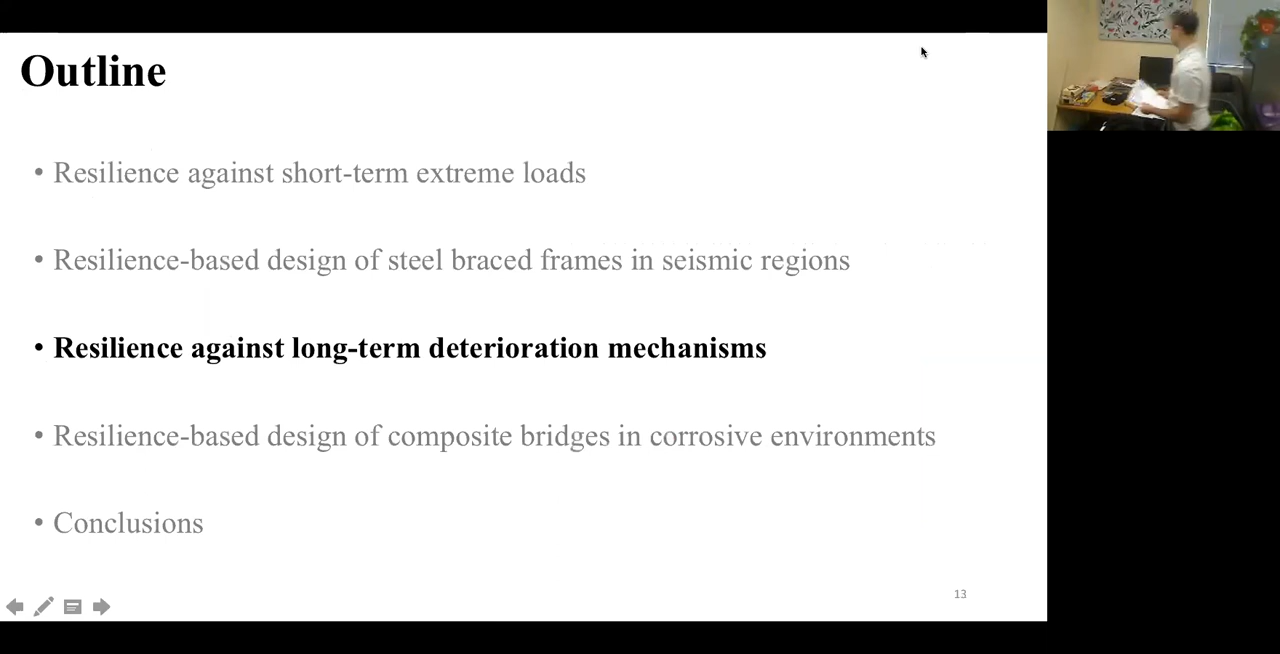 Outline
• Resilience against short-term extreme loads
• Resilience-based design of steel braced frames in seismic regions
• Resilience against long-term deterioration mechanisms
• Resilience-based design of composite bridges in corrosive environments
• Conclusions
13